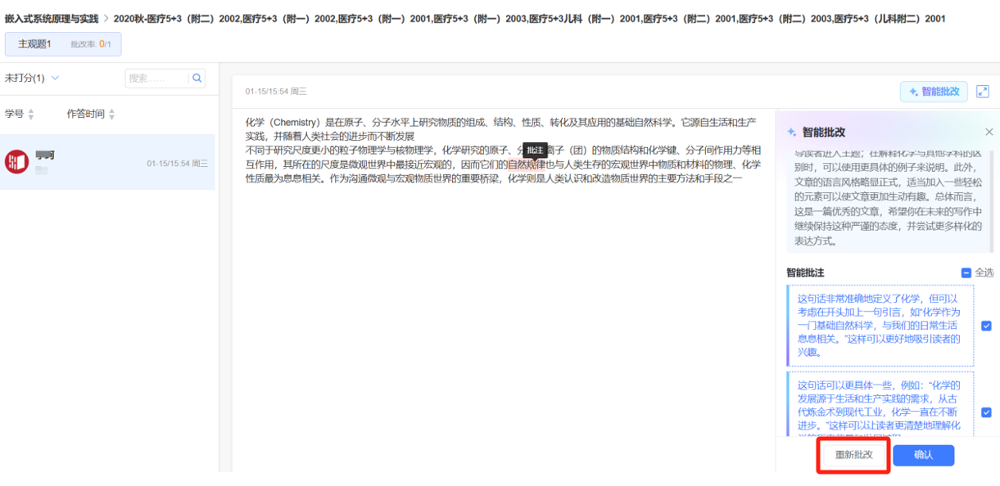 嵌入式系统原理与实践 > 2020秋-医疗5+3（附二）2002,医疗5+3（附一）2002,医疗5+3（附一）2001,医疗5+3（附一）2003,医疗5+3儿科（附一）2001,医疗5+3（附二）2001,医疗5+3（附二）2003,医疗5+3（儿科附二）2001
主观题1 批改率: 0/1
未打分(1) 搜索......
学号 作答时间
01-15/15:54 周三
01-15/15:54 周三
智能批改
化学（Chemistry）是在原子、分子水平上研究物质的组成、结构、性质、转化及其应用的基础自然科学。它源自生活和生产
实践，并随着人类社会的进步而不断发展
批注
不同于研究尺度更小的粒子物理学与核物理学，化学研究的原子、分 离子（团）的物质结构和化学键、分子间作用力等相
互作用，其所在的尺度是微观世界中最接近宏观的，因而它们的自然规律也与人类生存的宏观世界中物质和材料的物理、化学
性质最为息息相关。作为沟通微观与宏观物质世界的重要桥梁，化学则是人类认识和改造物质世界的主要方法和手段之一
智能批改
导读者进入主题；在解释化学与其他学科的区
别时，可以使用更具体的例子来说明。此外，
文章的语言风格略显正式，适当加入一些轻松
的元素可以使文章更加生动有趣。总体而言，
这是一篇优秀的文章，希望你在未来的写作中
继续保持这种严谨的态度，并尝试更多样化的
表达方式。
智能批注 全选
这句话非常准确地定义了化学，但可以
考虑在开头加上一句引言，如“化学作为
一门基础自然科学，与我们的日常生活
息息相关。”这样可以更好地吸引读者的
兴趣。
这句话可以更具体一些，例如：“化学的
发展源于生活和生产实践的需求，从古
代炼金术到现代工业，化学一直在不断
进步。”这样可以让读者更清楚地理解化
重新批改 确认